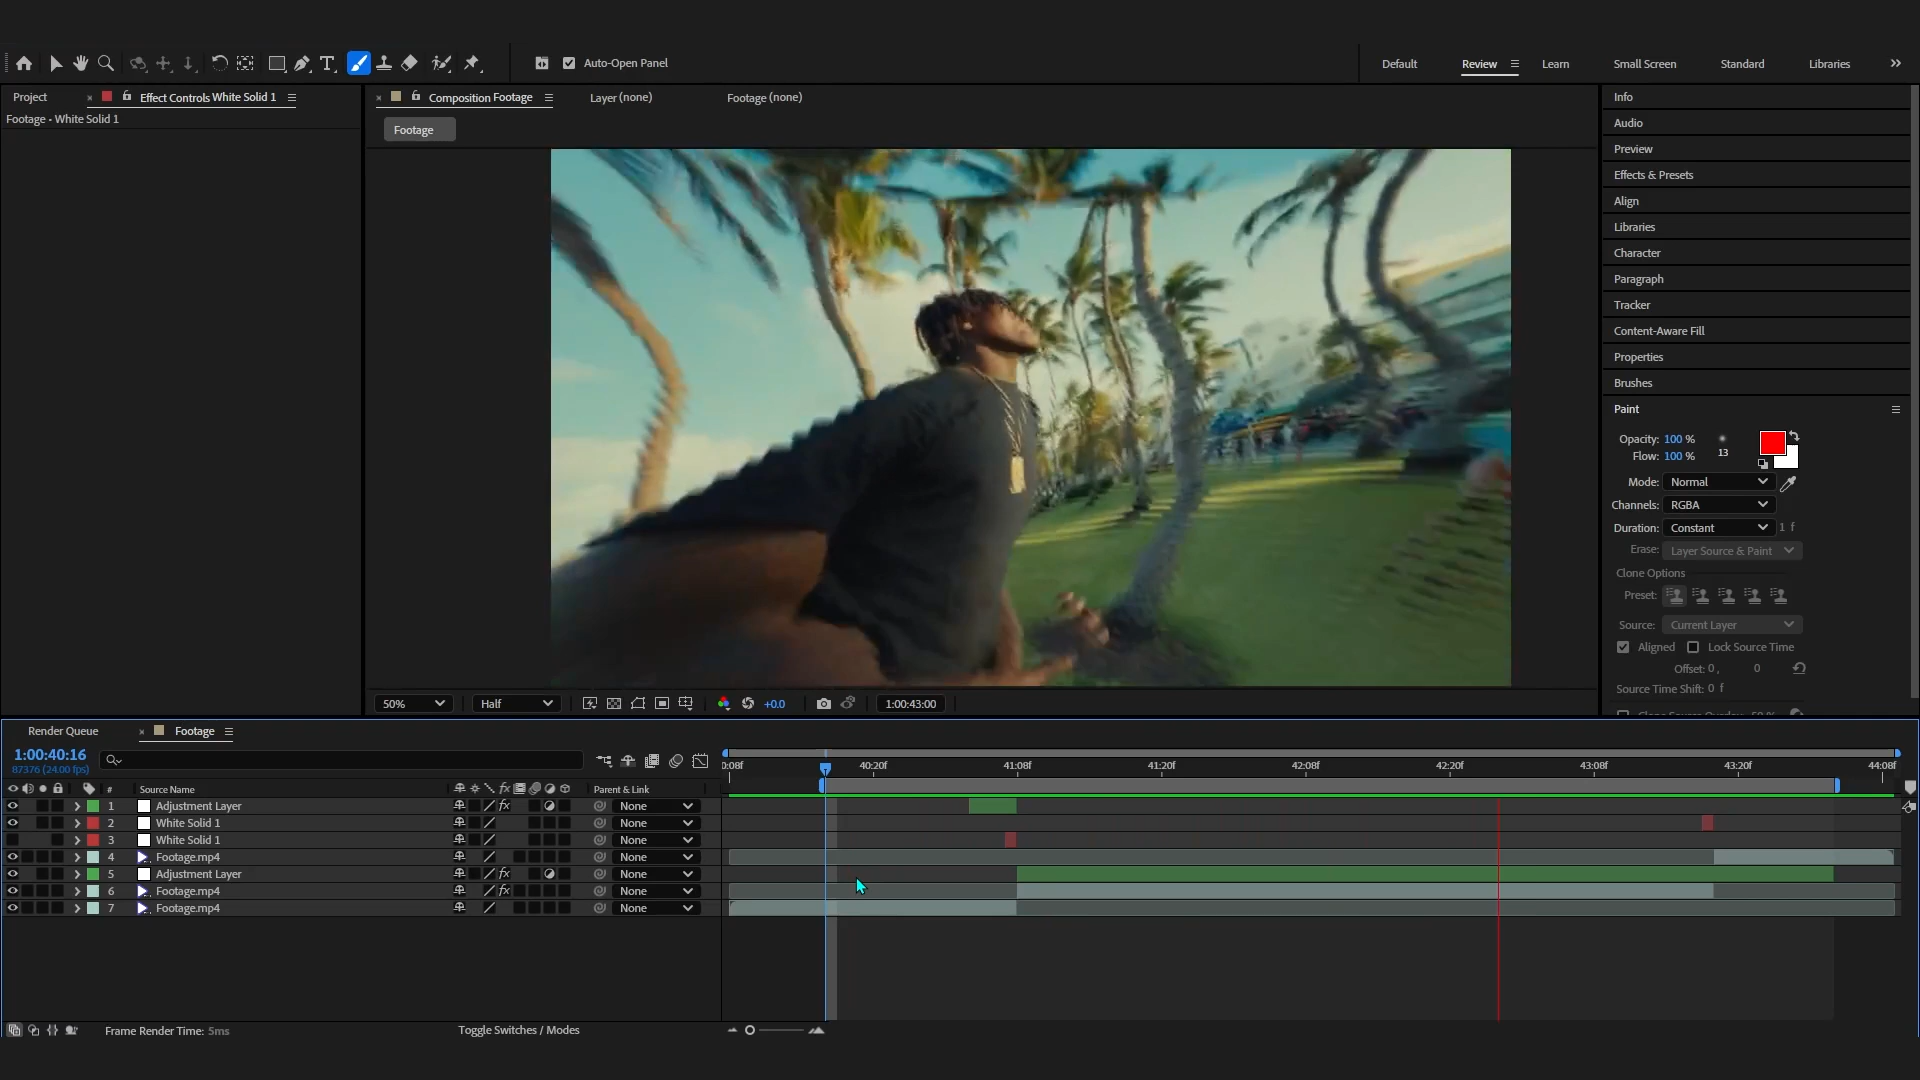 Auto-Open Panel
Default
Review
Learn
Small Screen
Standard
Libraries
Project
Effect Controls White Solid 1
Composition Footage
Layer (none)
Footage (none)
Footage - White Solid 1
Footage
Info
Audio
Preview
Effects & Presets
Align
Libraries
Character
Paragraph
Tracker
Content-Aware Fill
Properties
Brushes
Paint
Opacity: 100 %
Flow: 100 %
13
Mode: Normal
Channels: RGBA
Duration: Constant 1 f
Erase: Layer Source & Paint
Clone Options
Preset:
Source: Current Layer
Aligned Lock Source Time
Offset: 0 , 0
Source Time Shift: 0 f
50%
Half
+0.0
1:00:43:00
Render Queue
Footage
1:00:40:16
87376 (24.00 fps)
0:08f 40:20f 41:08f 41:20f 42:08f 42:20f 43:08f 43:20f 44:08f
# Source Name Parent & Link
1 Adjustment Layer None
2 White Solid 1 None
3 White Solid 1 None
4 Footage.mp4 None
5 Adjustment Layer None
6 Footage.mp4 None
7 Footage.mp4 None
Frame Render Time: 5ms
Toggle Switches / Modes